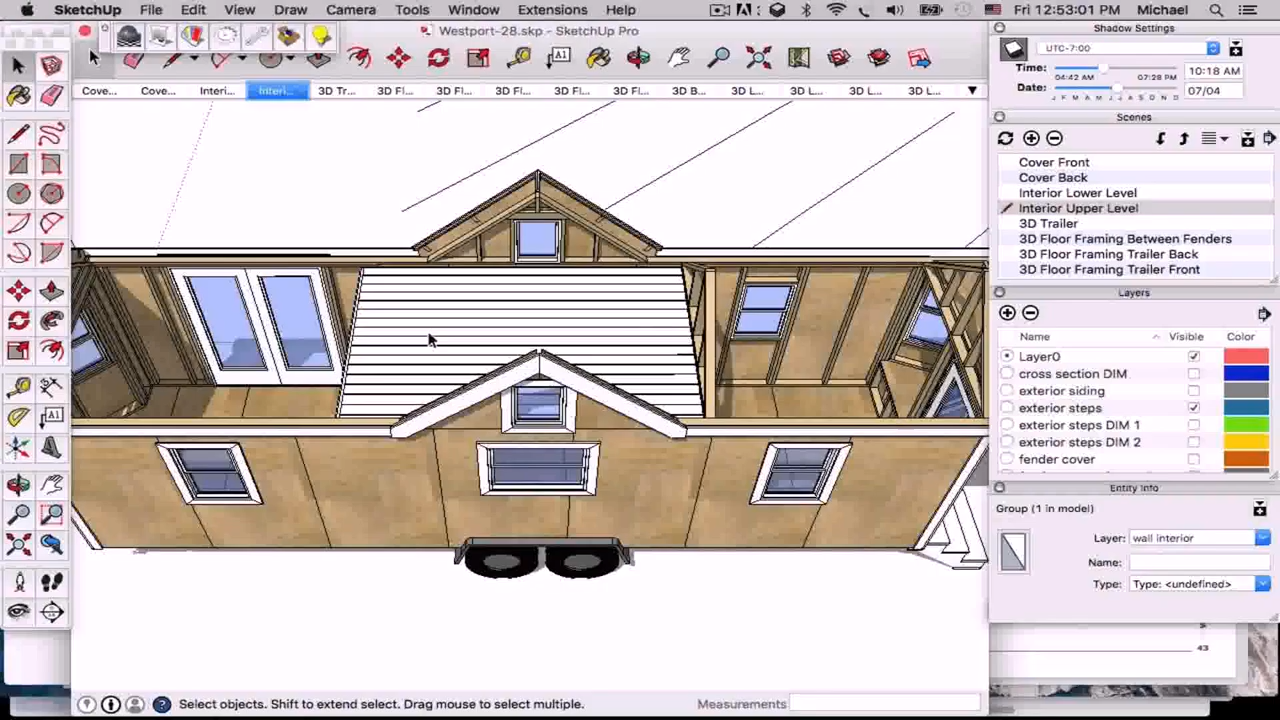 SketchUp File Edit View Draw Camera Tools Window Extensions Help Fri 12:53:01 PM Michael
Westport-28.skp - SketchUp Pro
Cove... Cove... Interi... Interi... 3D Tr... 3D Fl... 3D Fl... 3D Fl... 3D Fl... 3D Fl... 3D B... 3D L... 3D L... 3D L... 3D L...
Shadow Settings
UTC-7:00
Time: 04:42 AM 07:28 PM 10:18 AM
Date: J F M A M J J A S O N D 07/04
Scenes
Cover Front
Cover Back
Interior Lower Level
Interior Upper Level
3D Trailer
3D Floor Framing Between Fenders
3D Floor Framing Trailer Back
3D Floor Framing Trailer Front
Layers
Name Visible Color
Layer0
cross section DIM
exterior siding
exterior steps
exterior steps DIM 1
exterior steps DIM 2
fender cover
Entity Info
Group (1 in model)
Layer: wall interior
Name:
Type: Type: <undefined>
43
Select objects. Shift to extend select. Drag mouse to select multiple. Measurements